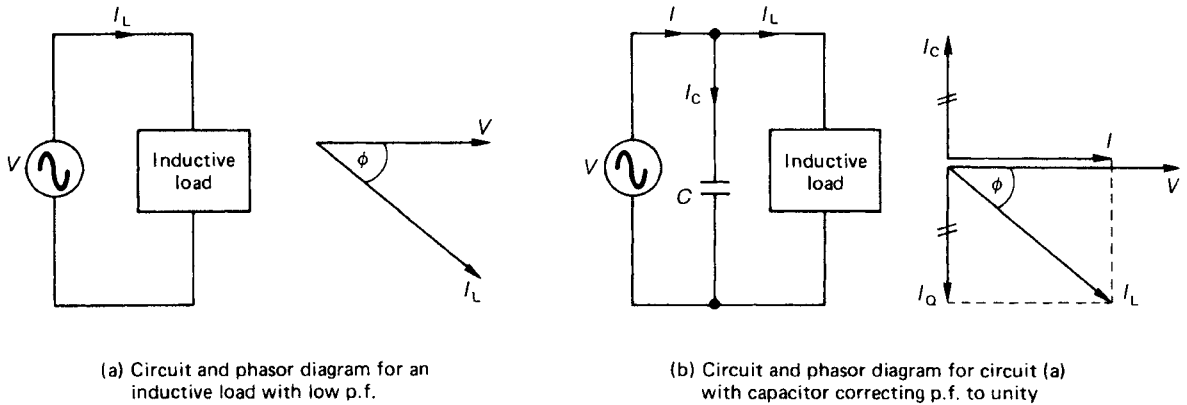 I_L
V
Inductive
load
V
ϕ
I_L
I
I_L
I_C
V
C
Inductive
load
I_C
I
ϕ
V
I_Q
I_L
(a) Circuit and phasor diagram for an
inductive load with low p.f.
(b) Circuit and phasor diagram for circuit (a)
with capacitor correcting p.f. to unity